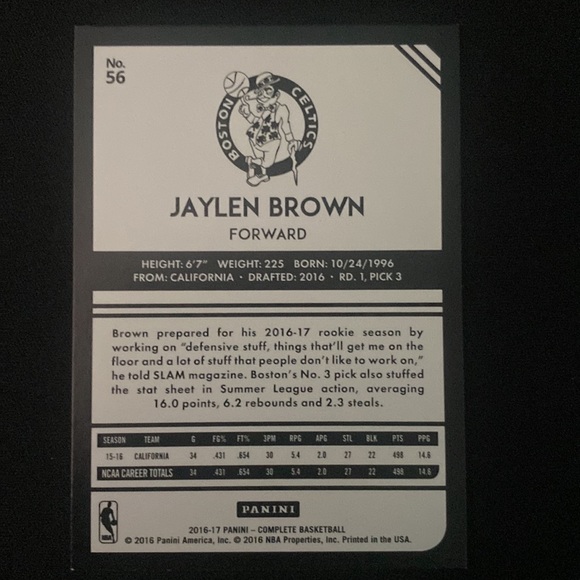 No.
56
BOSTON CELTICS
JAYLEN BROWN
FORWARD
HEIGHT: 6'7" WEIGHT: 225 BORN: 10/24/1996
FROM: CALIFORNIA • DRAFTED: 2016 • RD. 1, PICK 3
Brown prepared for his 2016-17 rookie season by
working on "defensive stuff, things that'll get me on the
floor and a lot of stuff that people don't like to work on,"
he told SLAM magazine. Boston's No. 3 pick also stuffed
the stat sheet in Summer League action, averaging
16.0 points, 6.2 rebounds and 2.3 steals.
SEASON TEAM G FG% FT% 3PM RPG APG STL BLK PTS PPG
15-16 CALIFORNIA 34 .431 .654 30 5.4 2.0 27 22 498 14.6
NCAA CAREER TOTALS 34 .431 .654 30 5.4 2.0 27 22 498 14.6
PANINI
2016-17 PANINI – COMPLETE BASKETBALL
© 2016 Panini America, Inc. © 2016 NBA Properties, Inc. Printed in the USA.
NBA